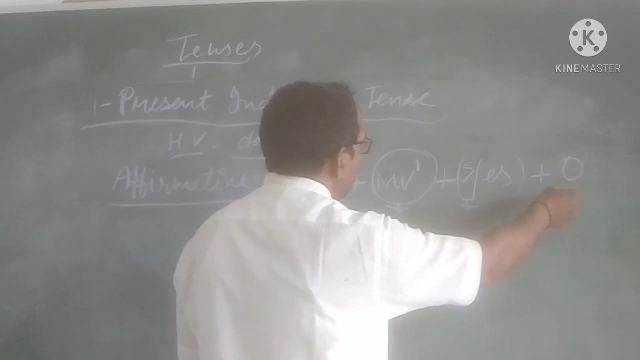 Tenses
1- Present Ind Tense
H.V. - d
Affirmative + MV¹ + (s/es) + O
KINEMASTER